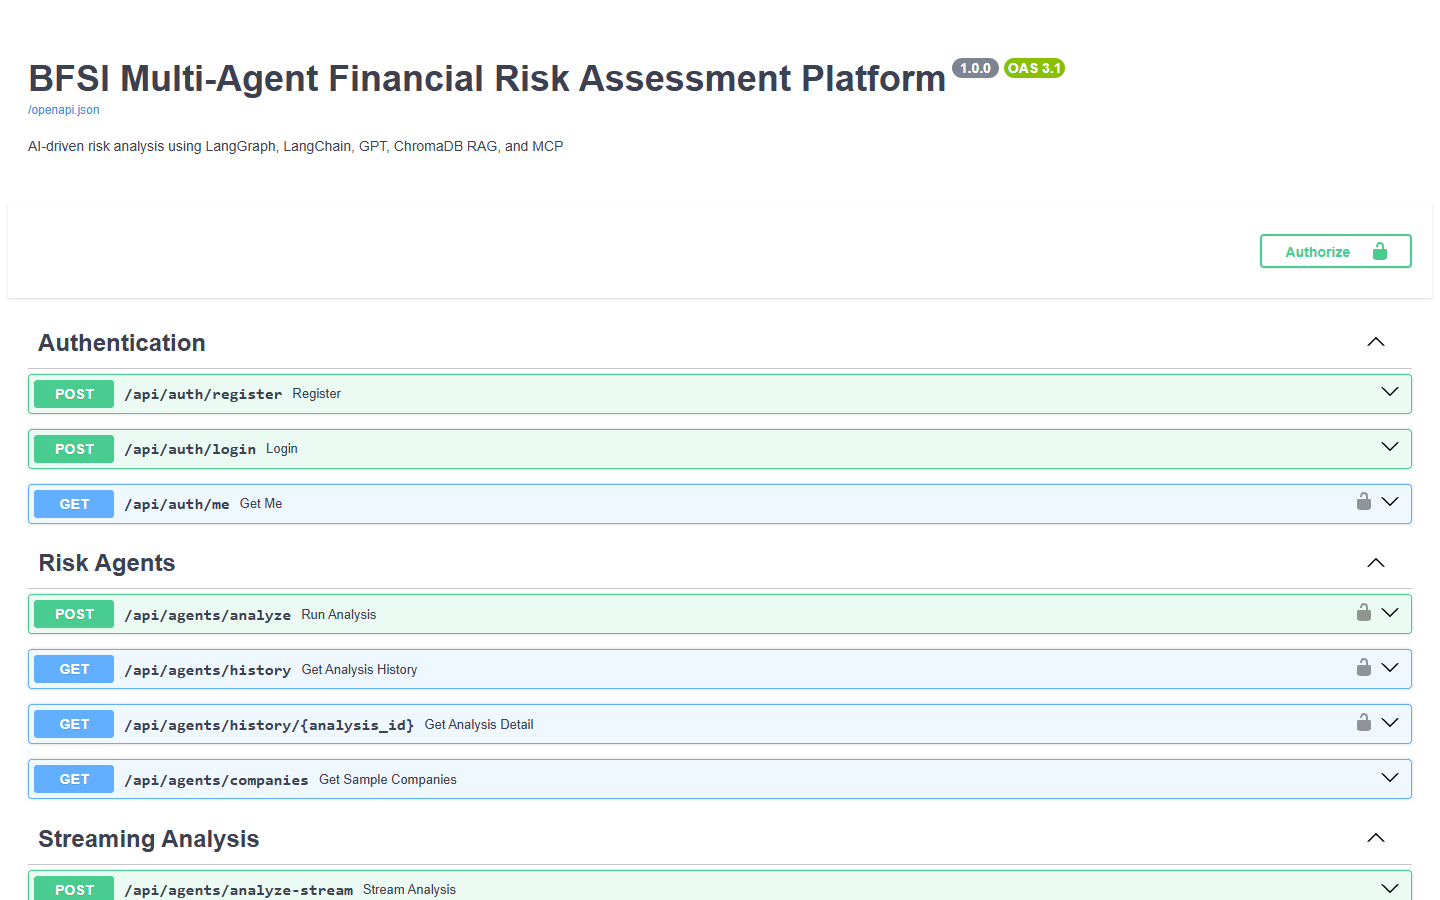 BFSI Multi-Agent Financial Risk Assessment Platform 1.0.0 OAS 3.1
/openapi.json
AI-driven risk analysis using LangGraph, LangChain, GPT, ChromaDB RAG, and MCP
Authorize
Authentication
POST /api/auth/register Register
POST /api/auth/login Login
GET /api/auth/me Get Me
Risk Agents
POST /api/agents/analyze Run Analysis
GET /api/agents/history Get Analysis History
GET /api/agents/history/{analysis_id} Get Analysis Detail
GET /api/agents/companies Get Sample Companies
Streaming Analysis
POST /api/agents/analyze-stream Stream Analysis